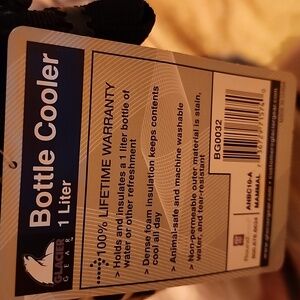 GLACIER
GEAR
Bottle Cooler
1 Liter
100% LIFETIME WARRANTY
> Holds and insulates a 1 liter bottle of
water or other refreshment
> Dense foam insulation keeps contents
cool all day
> Animal-safe and machine washable
> Non-permeable outer material is stain,
water, and tear-resistant
BG0032
AHBC16-A
MAMMAL